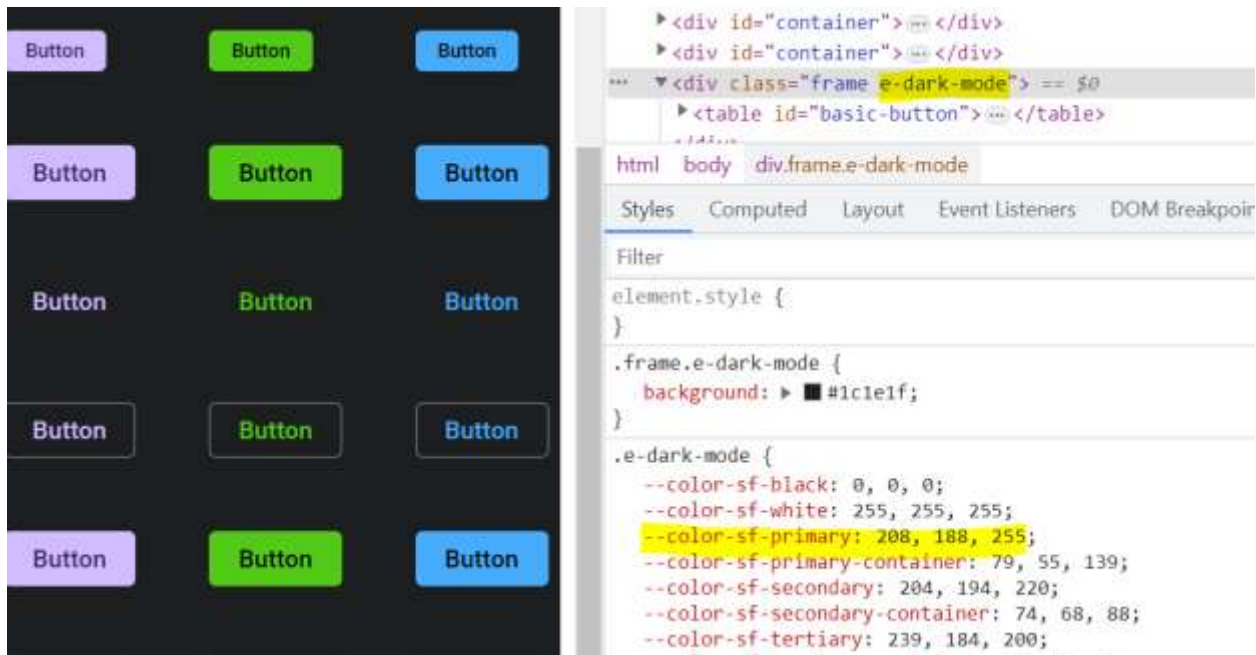 Button Button Button
Button Button Button
Button Button Button
Button Button Button
Button Button Button
<div id="container"> … </div>
<div id="container"> … </div>
… <div class="frame e-dark-mode"> == $0
<table id="basic-button"> … </table>
html body div.frame.e-dark-mode
Styles Computed Layout Event Listeners DOM Breakpoin
Filter
element.style {
}
.frame.e-dark-mode {
background: #1c1e1f;
}
.e-dark-mode {
--color-sf-black: 0, 0, 0;
--color-sf-white: 255, 255, 255;
--color-sf-primary: 208, 188, 255;
--color-sf-primary-container: 79, 55, 139;
--color-sf-secondary: 204, 194, 220;
--color-sf-secondary-container: 74, 68, 88;
--color-sf-tertiary: 239, 184, 200;